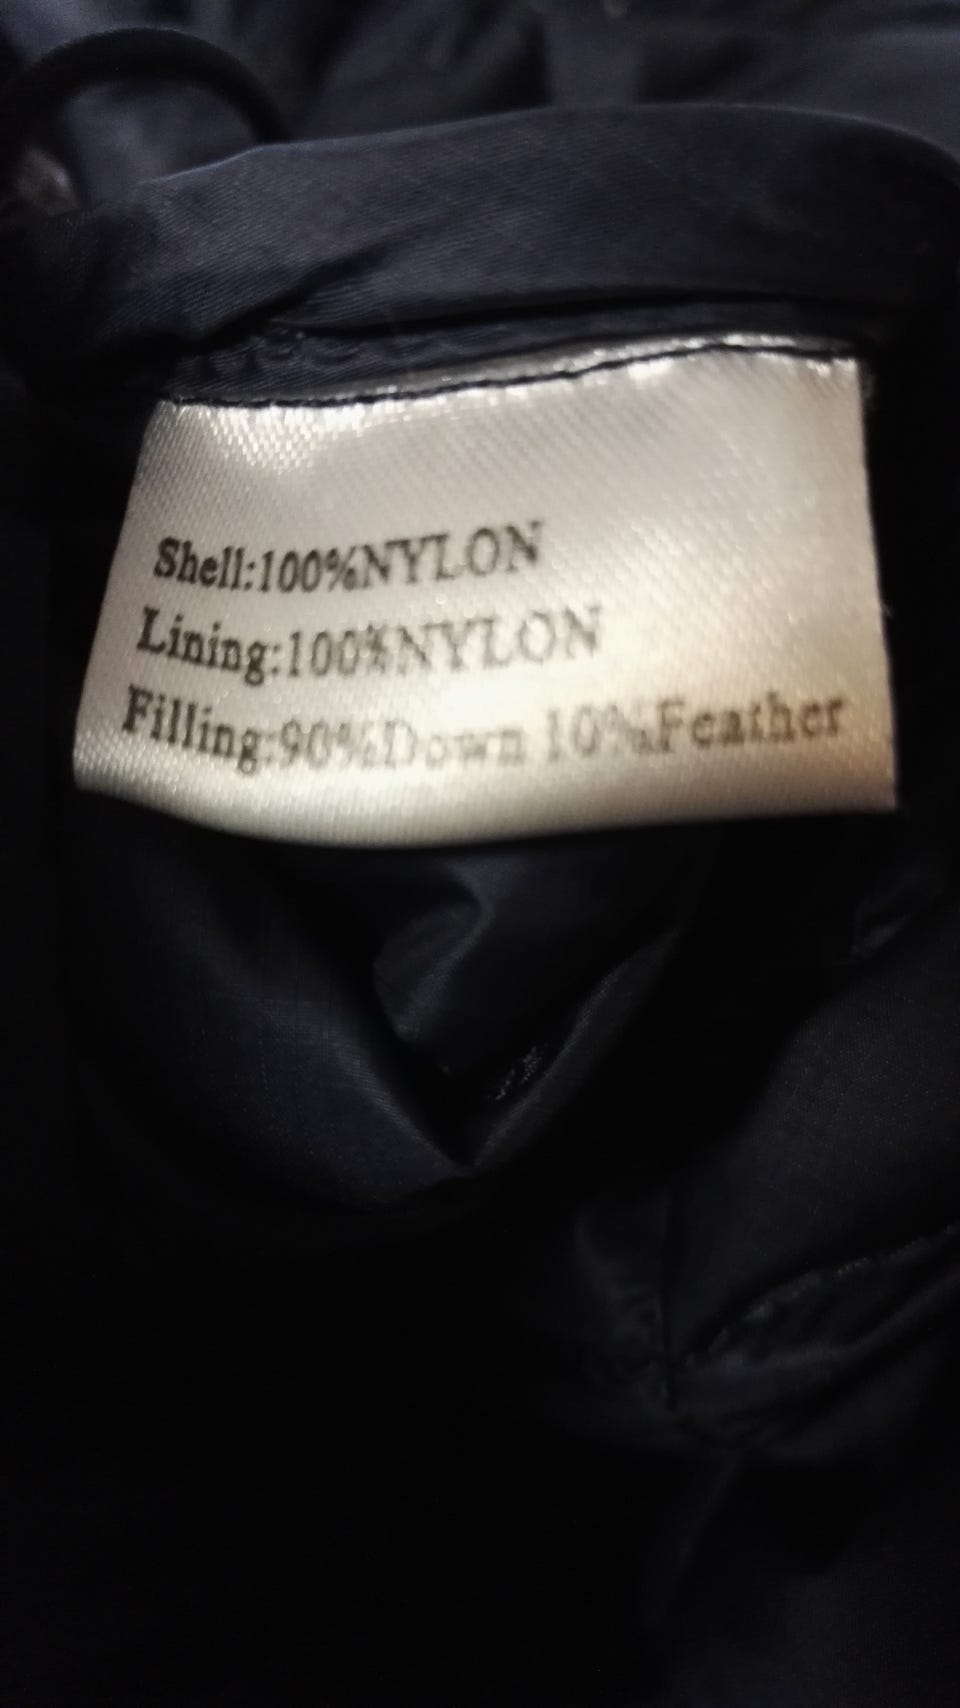 Shell:100%NYLON
Lining:100%NYLON
Filling:90%Down 10%Feather